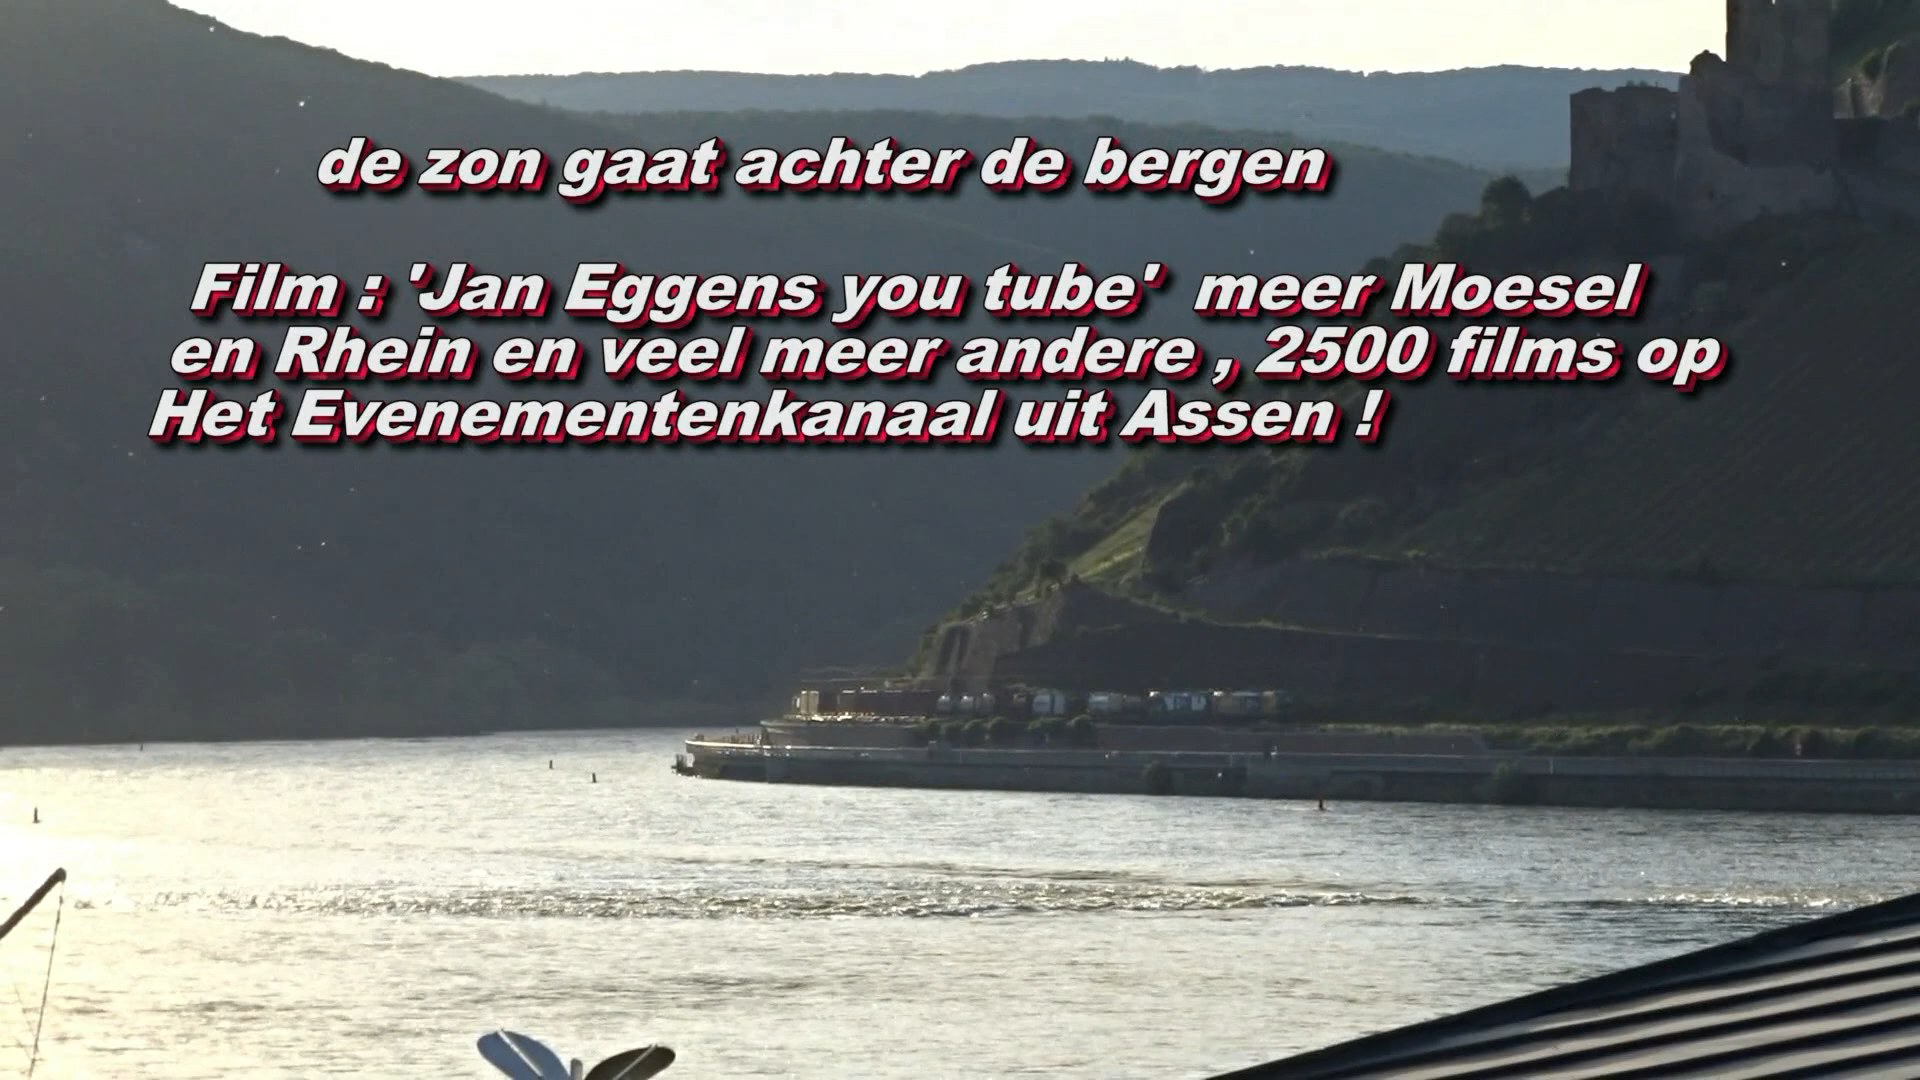 de zon gaat achter de bergen
Film : 'Jan Eggens you tube' meer Moesel
en Rhein en veel meer andere , 2500 films op
Het Evenementenkanaal uit Assen !